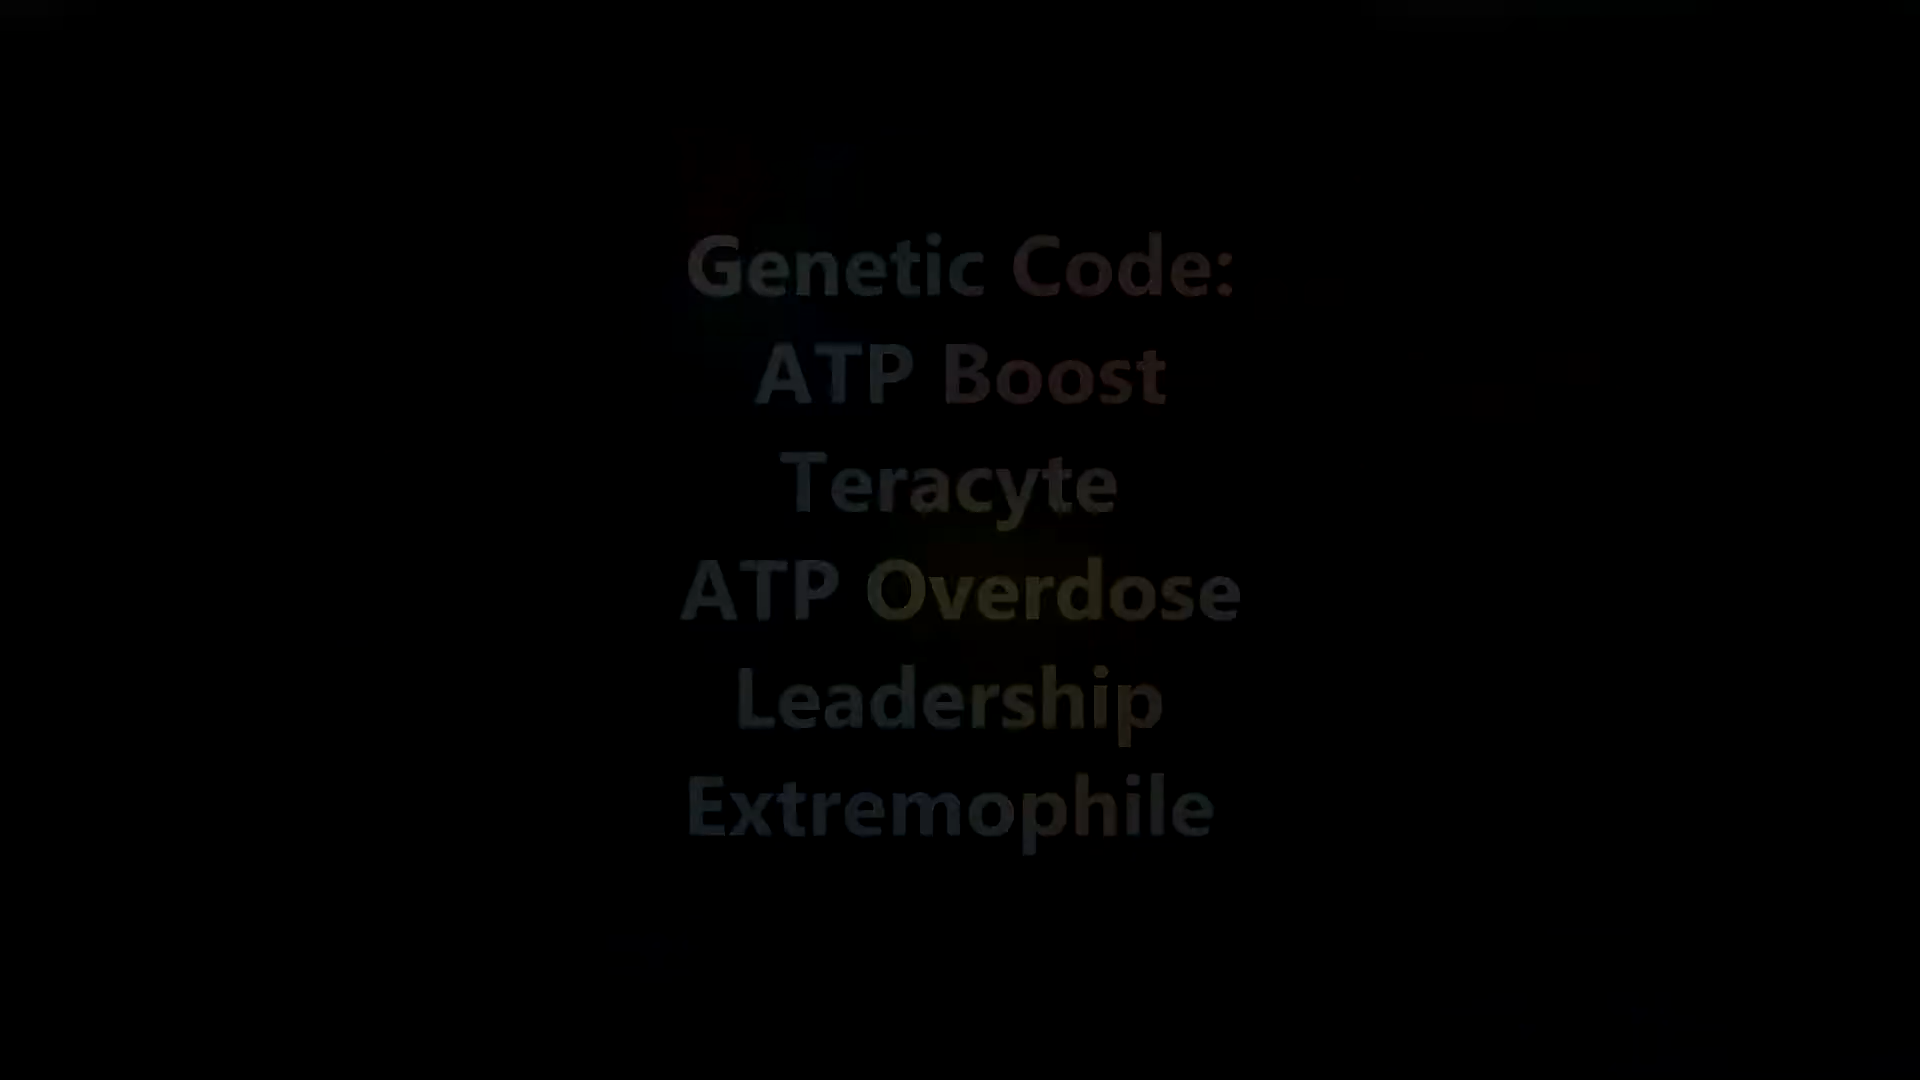 Genetic Code:
ATP Boost
Teracyte
ATP Overdose
Leadership
Extremophile